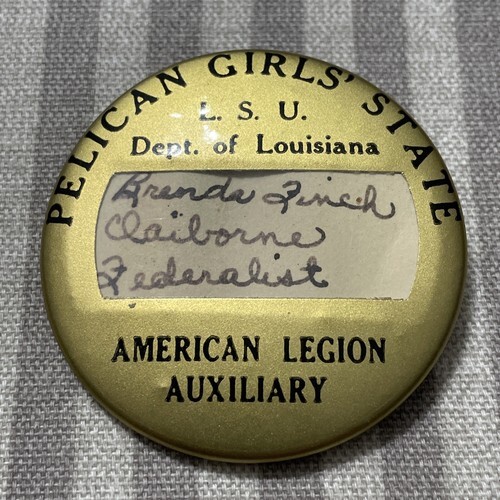 PELICAN GIRLS' STATE
L. S. U.
Dept. of Louisiana
Brenda Finch
Claiborne
Federalist
AMERICAN LEGION
AUXILIARY